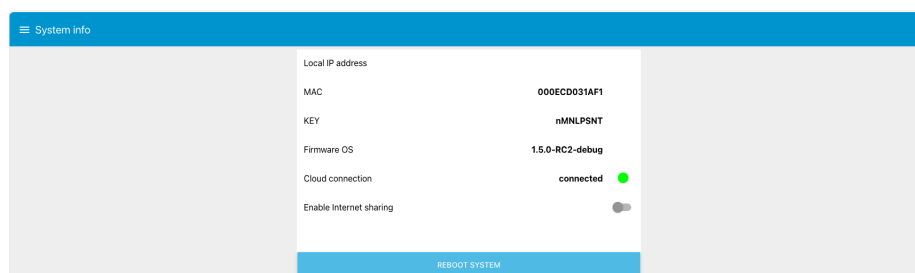 System info
Local IP address
MAC 000ECD031AF1
KEY nMNLPSNT
Firmware OS 1.5.0-RC2-debug
Cloud connection connected
Enable Internet sharing
REBOOT SYSTEM